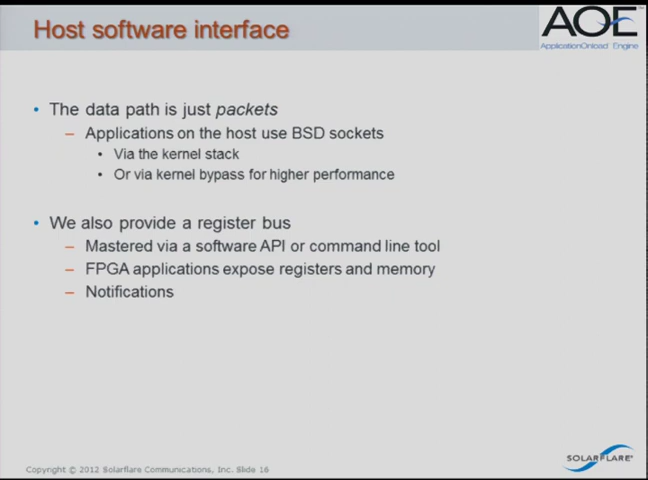 Host software interface
AOE
ApplicationOnload Engine
• The data path is just packets
– Applications on the host use BSD sockets
• Via the kernel stack
• Or via kernel bypass for higher performance
• We also provide a register bus
– Mastered via a software API or command line tool
– FPGA applications expose registers and memory
– Notifications
Copyright © 2012 Solarflare Communications, Inc. Slide 16
SOLARFLARE